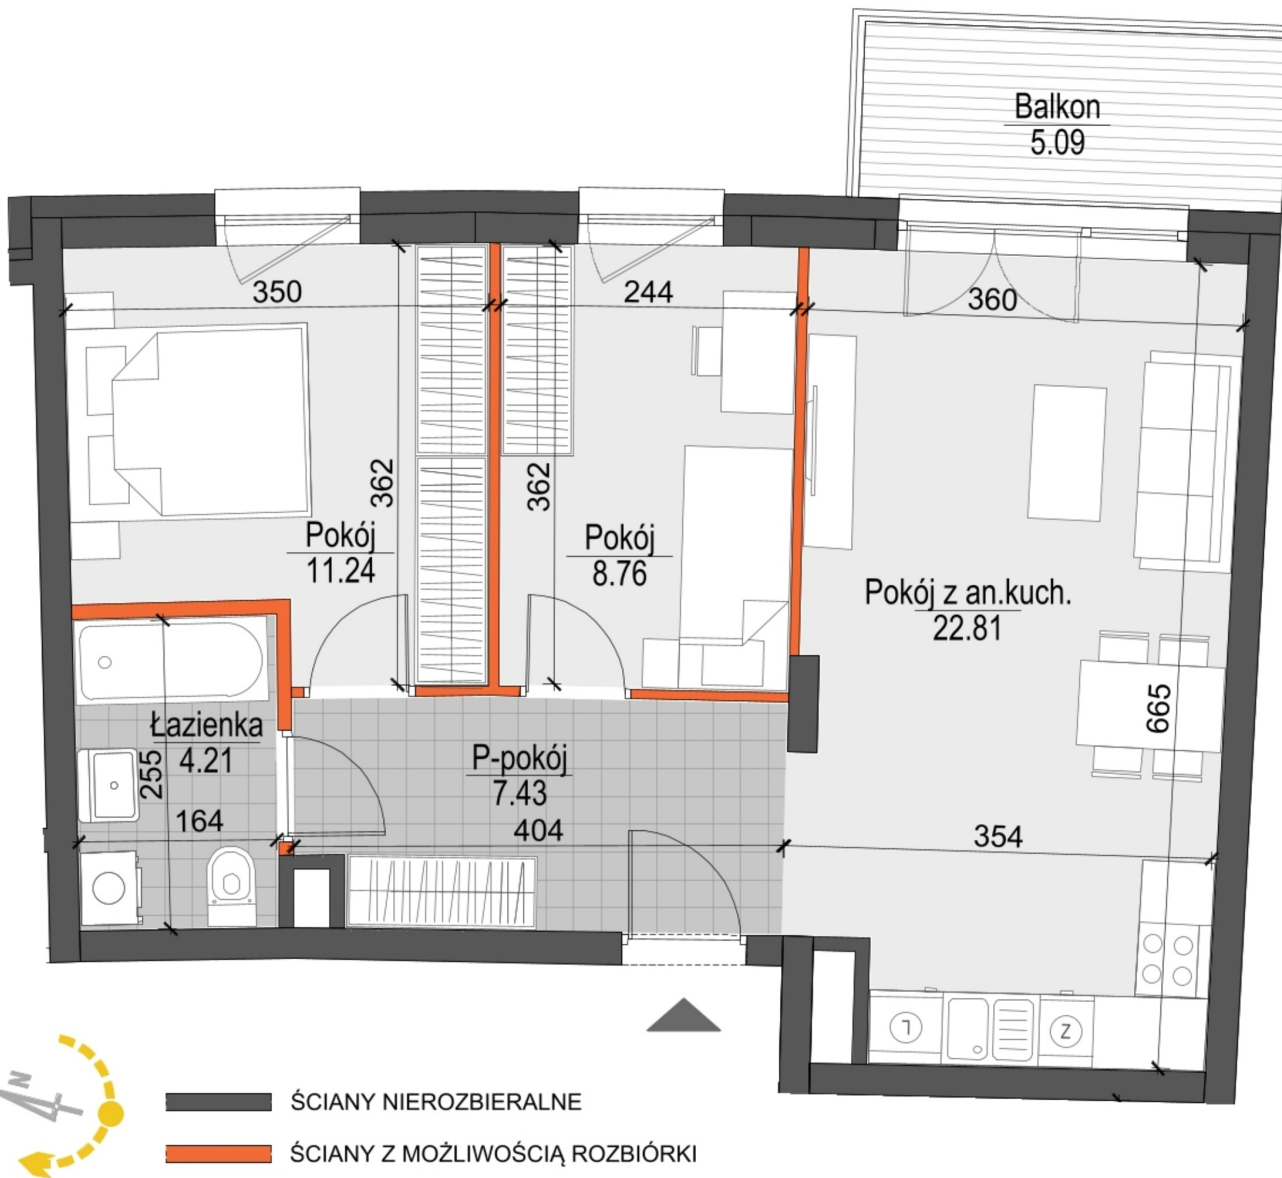 Balkon
5.09
350
244
360
362
362
Pokój
11.24
Pokój
8.76
Pokój z an.kuch.
22.81
665
Łazienka
4.21
255
164
P-pokój
7.43
404
354
L
Z
N
ŚCIANY NIEROZBIERALNE
ŚCIANY Z MOŻLIWOŚCIĄ ROZBIÓRKI